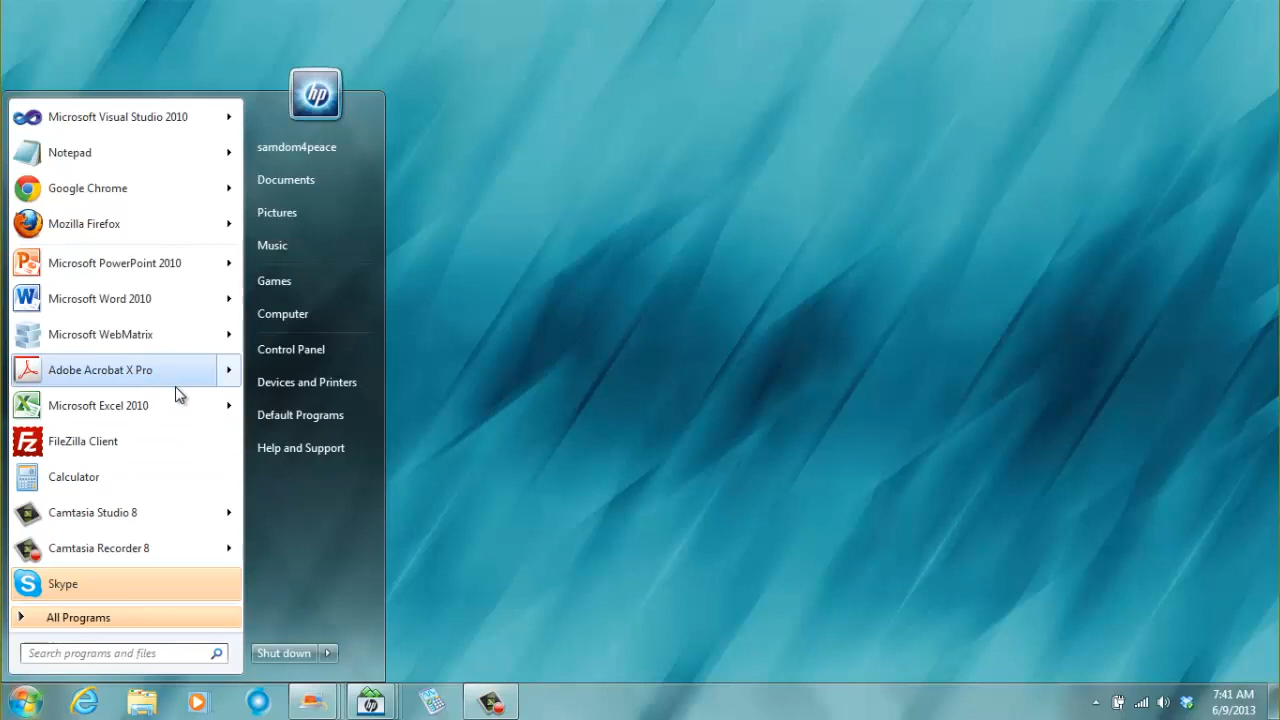 hp
Microsoft Visual Studio 2010
Notepad
Google Chrome
Mozilla Firefox
Microsoft PowerPoint 2010
Microsoft Word 2010
Microsoft WebMatrix
Adobe Acrobat X Pro
Microsoft Excel 2010
FileZilla Client
Calculator
Camtasia Studio 8
Camtasia Recorder 8
Skype
All Programs
Search programs and files
samdom4peace
Documents
Pictures
Music
Games
Computer
Control Panel
Devices and Printers
Default Programs
Help and Support
Shut down
hp
7:41 AM
6/9/2013